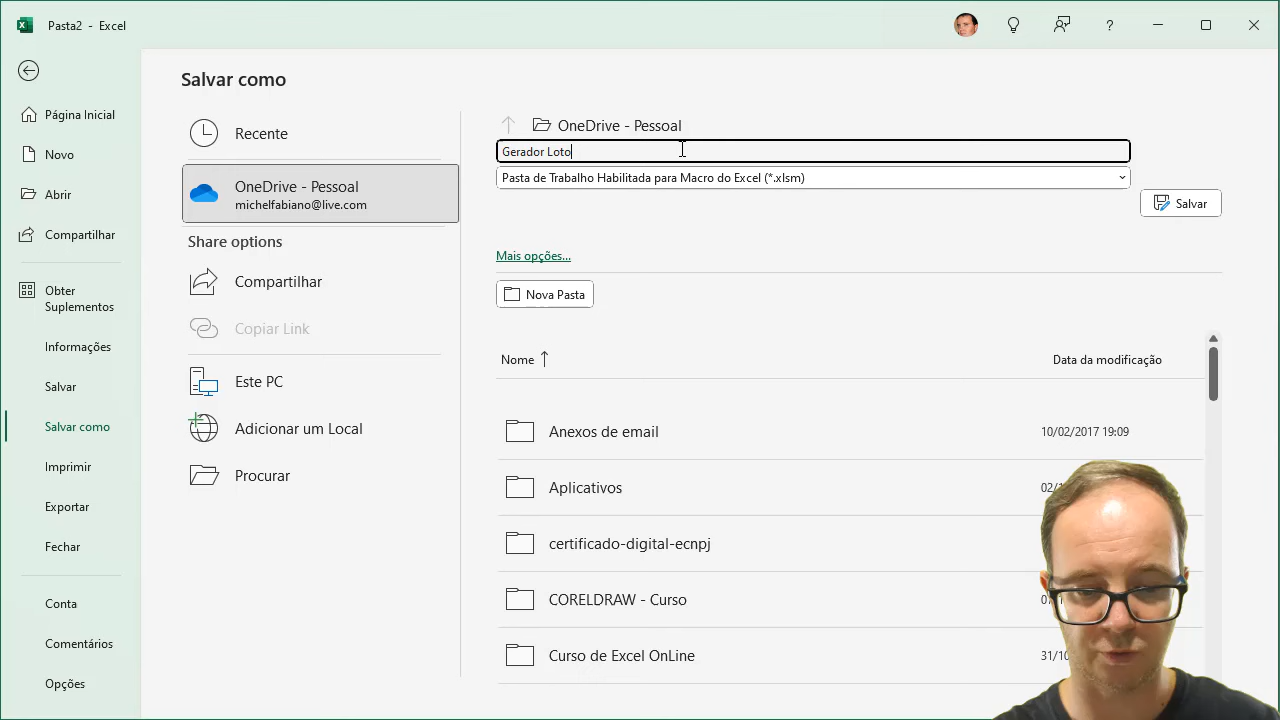 Pasta2 - Excel
?
Salvar como
Página Inicial
Novo
Abrir
Compartilhar
Obter
Suplementos
Informações
Salvar
Salvar como
Imprimir
Exportar
Fechar
Conta
Comentários
Opções
Recente
OneDrive - Pessoal
michelfabiano@live.com
Share options
Compartilhar
Copiar Link
Este PC
Adicionar um Local
Procurar
OneDrive - Pessoal
Gerador Loto
Pasta de Trabalho Habilitada para Macro do Excel (*.xlsm)
Salvar
Mais opções...
Nova Pasta
Nome Data da modificação
Anexos de email 10/02/2017 19:09
Aplicativos
certificado-digital-ecnpj
CORELDRAW - Curso
Curso de Excel OnLine